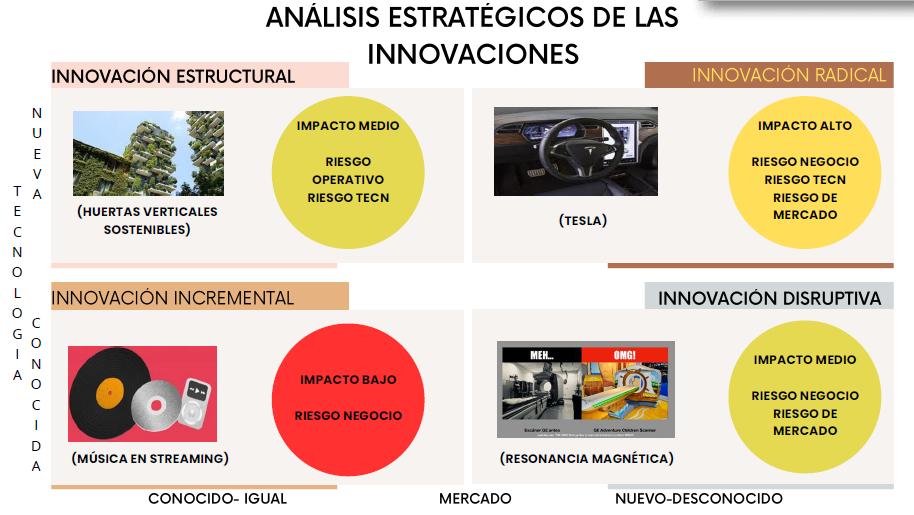 ANÁLISIS ESTRATÉGICOS DE LAS
INNOVACIONES
INNOVACIÓN ESTRUCTURAL
INNOVACIÓN RADICAL
NUEVA
TECNOLOGIA
CONOCIDA
IMPACTO MEDIO
RIESGO
OPERATIVO
RIESGO TECN
(HUERTAS VERTICALES
SOSTENIBLES)
IMPACTO ALTO
RIESGO NEGOCIO
RIESGO TECN
RIESGO DE
MERCADO
(TESLA)
INNOVACIÓN INCREMENTAL
INNOVACIÓN DISRUPTIVA
IMPACTO BAJO
RIESGO NEGOCIO
(MÚSICA EN STREAMING)
MEH...
OMG!
Escáner GE antes
GE Adventure Children Scanner
(RESONANCIA MAGNÉTICA)
IMPACTO MEDIO
RIESGO NEGOCIO
RIESGO DE
MERCADO
CONOCIDO- IGUAL
MERCADO
NUEVO-DESCONOCIDO